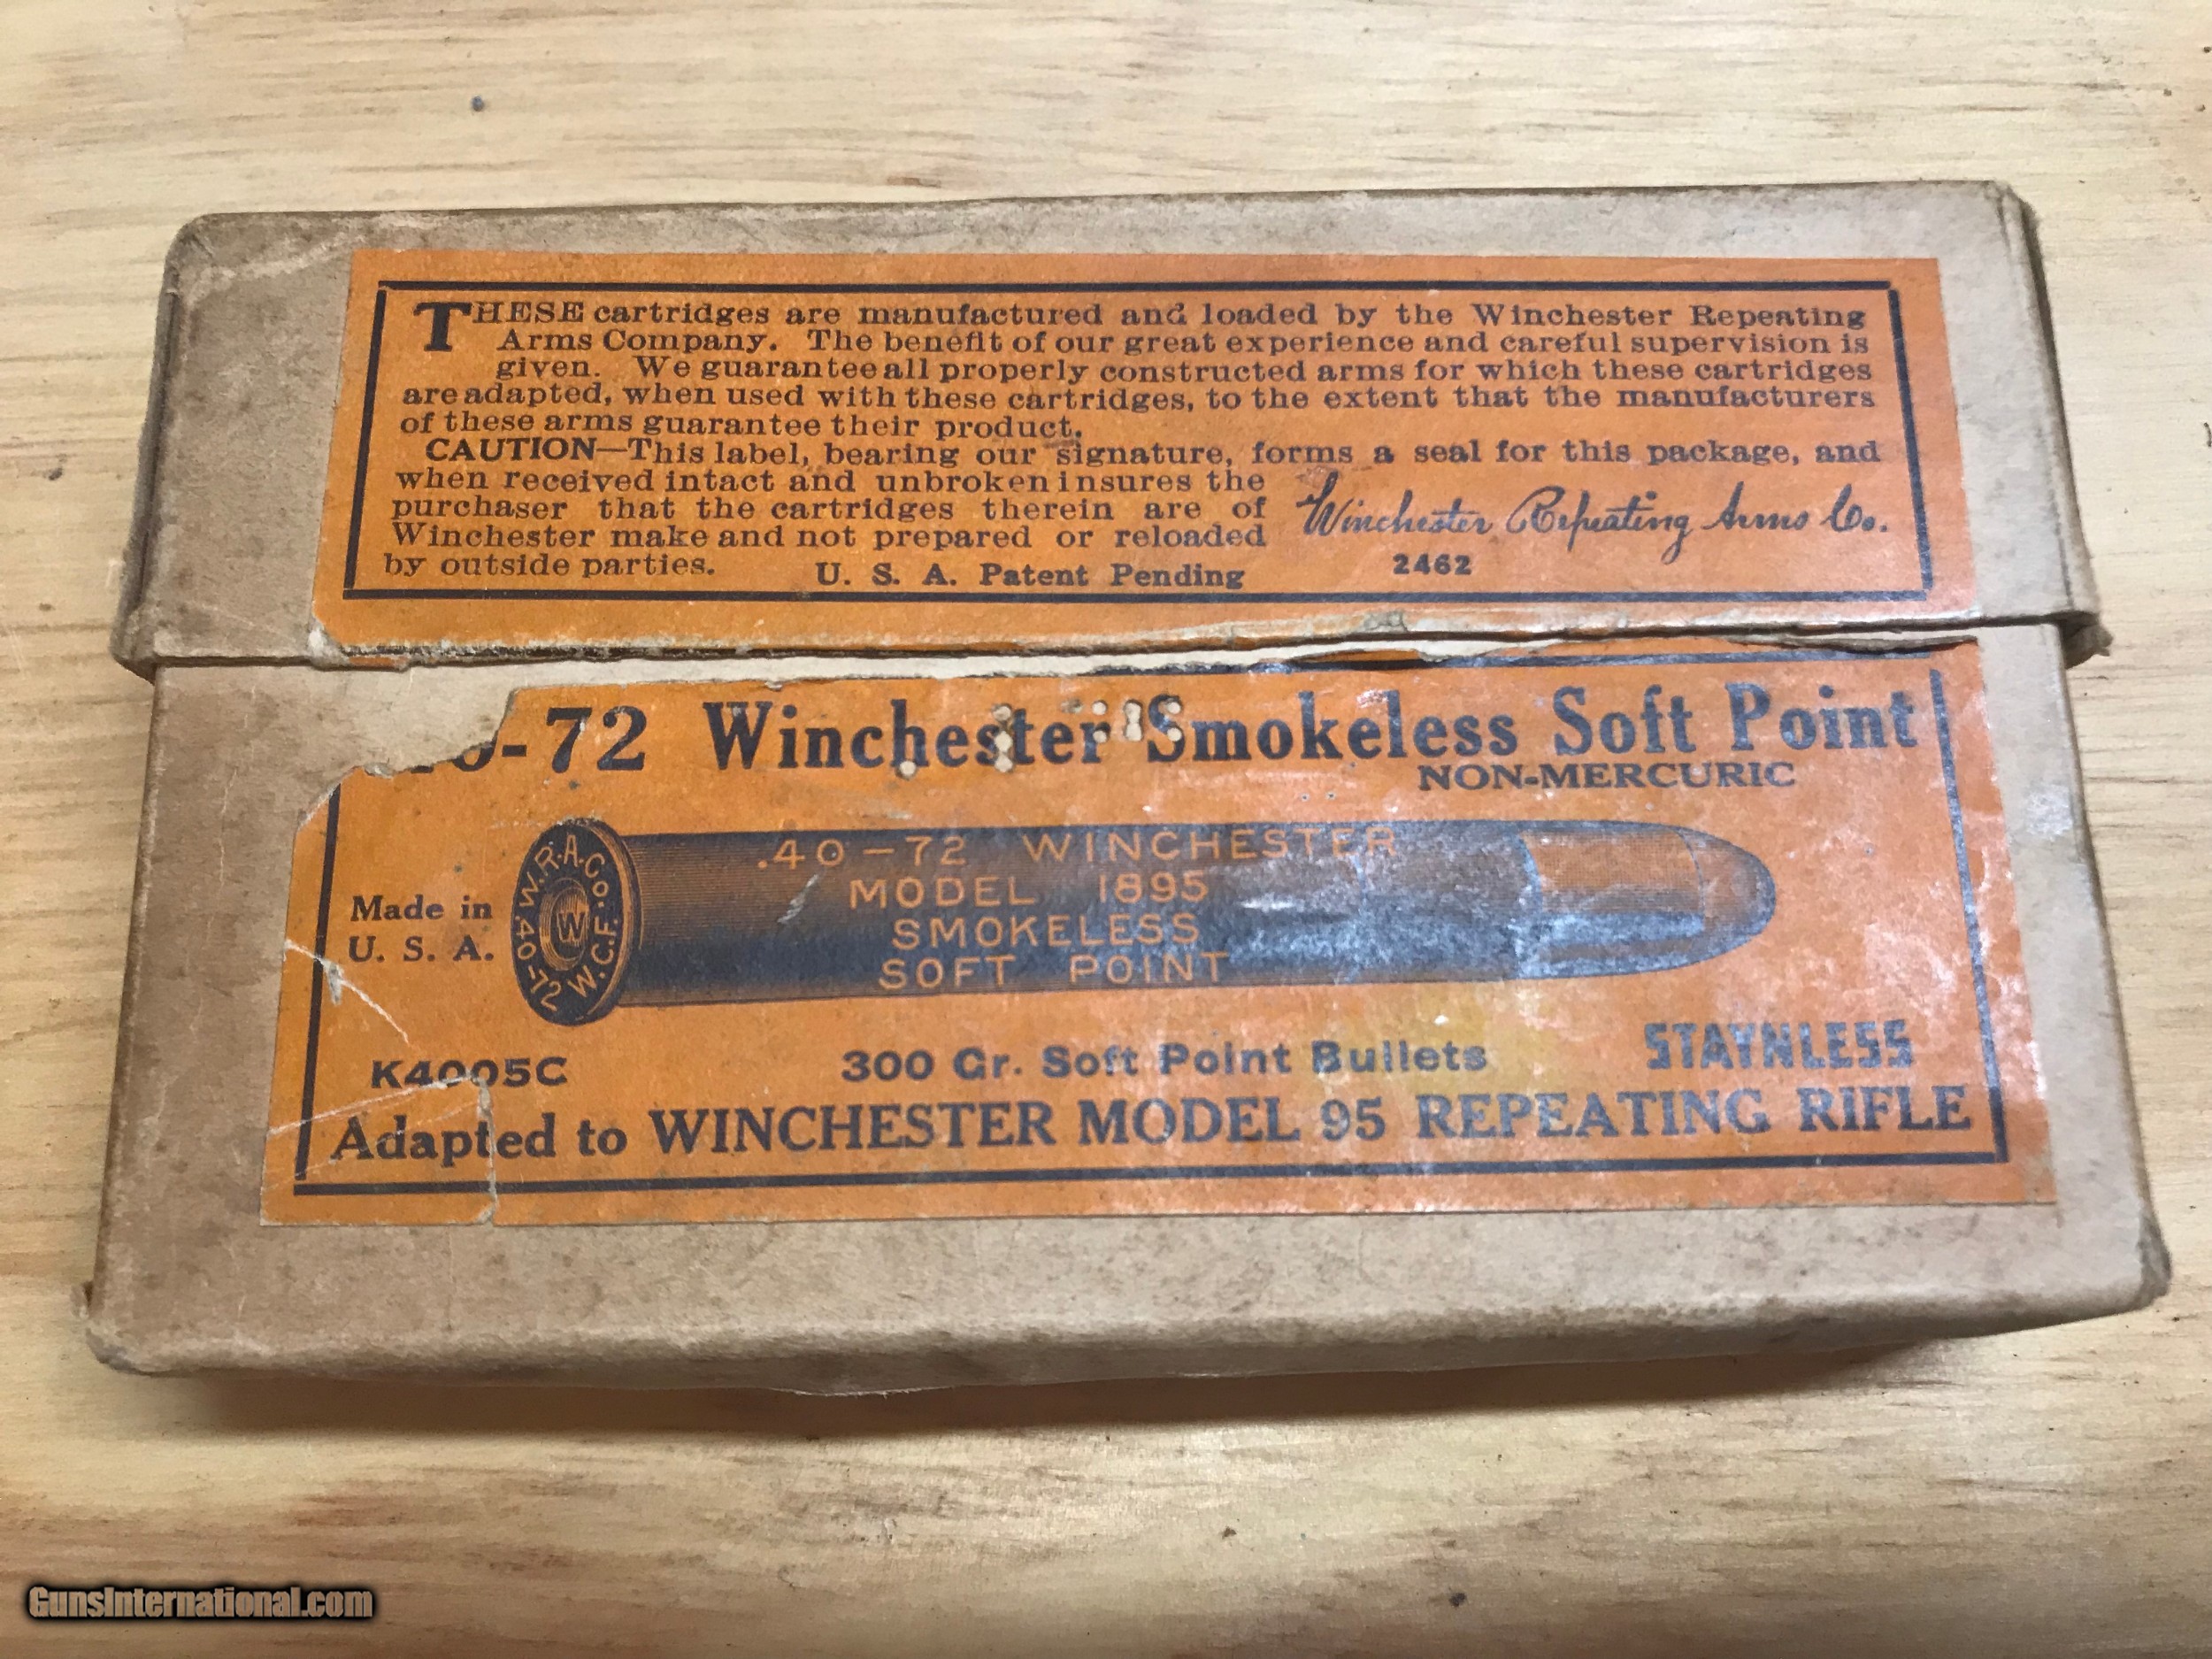 THESE cartridges are manufactured and loaded by the Winchester Repeating
Arms Company. The benefit of our great experience and careful supervision is
given. We guarantee all properly constructed arms for which these cartridges
are adapted, when used with these cartridges, to the extent that the manufacturers
of these arms guarantee their product.
CAUTION—This label, bearing our signature, forms a seal for this package, and
when received intact and unbroken insures the
purchaser that the cartridges therein are of
Winchester make and not prepared or reloaded
by outside parties.
Winchester Repeating Arms Co.
U. S. A. Patent Pending
2462
-72 Winchester Smokeless Soft Point
NON-MERCURIC
W.R.A.Co.
.40-72 W.C.F.
W
.40-72 WINCHESTER
MODEL 1895
SMOKELESS
SOFT POINT
Made in
U. S. A.
K4005C
300 Gr. Soft Point Bullets
STAYNLESS
Adapted to WINCHESTER MODEL 95 REPEATING RIFLE
GunsInternational.com